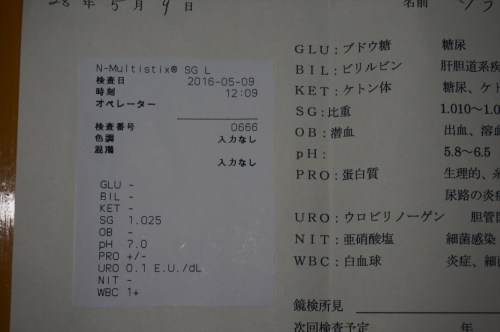 28年5月9日
名前
N-Multistix® SG L
検査日 2016-05-09
時刻 12:09
オペレーター
検査番号 0666
色調 入力なし
混濁
入力なし
GLU -
BIL -
KET -
SG 1.025
OB -
pH 7.0
PRO +/-
URO 0.1 E.U./dL
NIT -
WBC 1+
GLU:ブドウ糖 糖尿
BIL:ビリルビン 肝胆道系疾
KET:ケトン体 糖尿、ケト
SG:比重 1.010~1.0
OB:潜血 出血、溶血
pH: 5.8~6.5
PRO:蛋白質 生理的、糸
尿路の炎症
URO:ウロビリノーゲン 胆管
NIT:亜硝酸塩 細菌感染
WBC:白血球 炎症、細
鏡検所見
次回検査予定 年